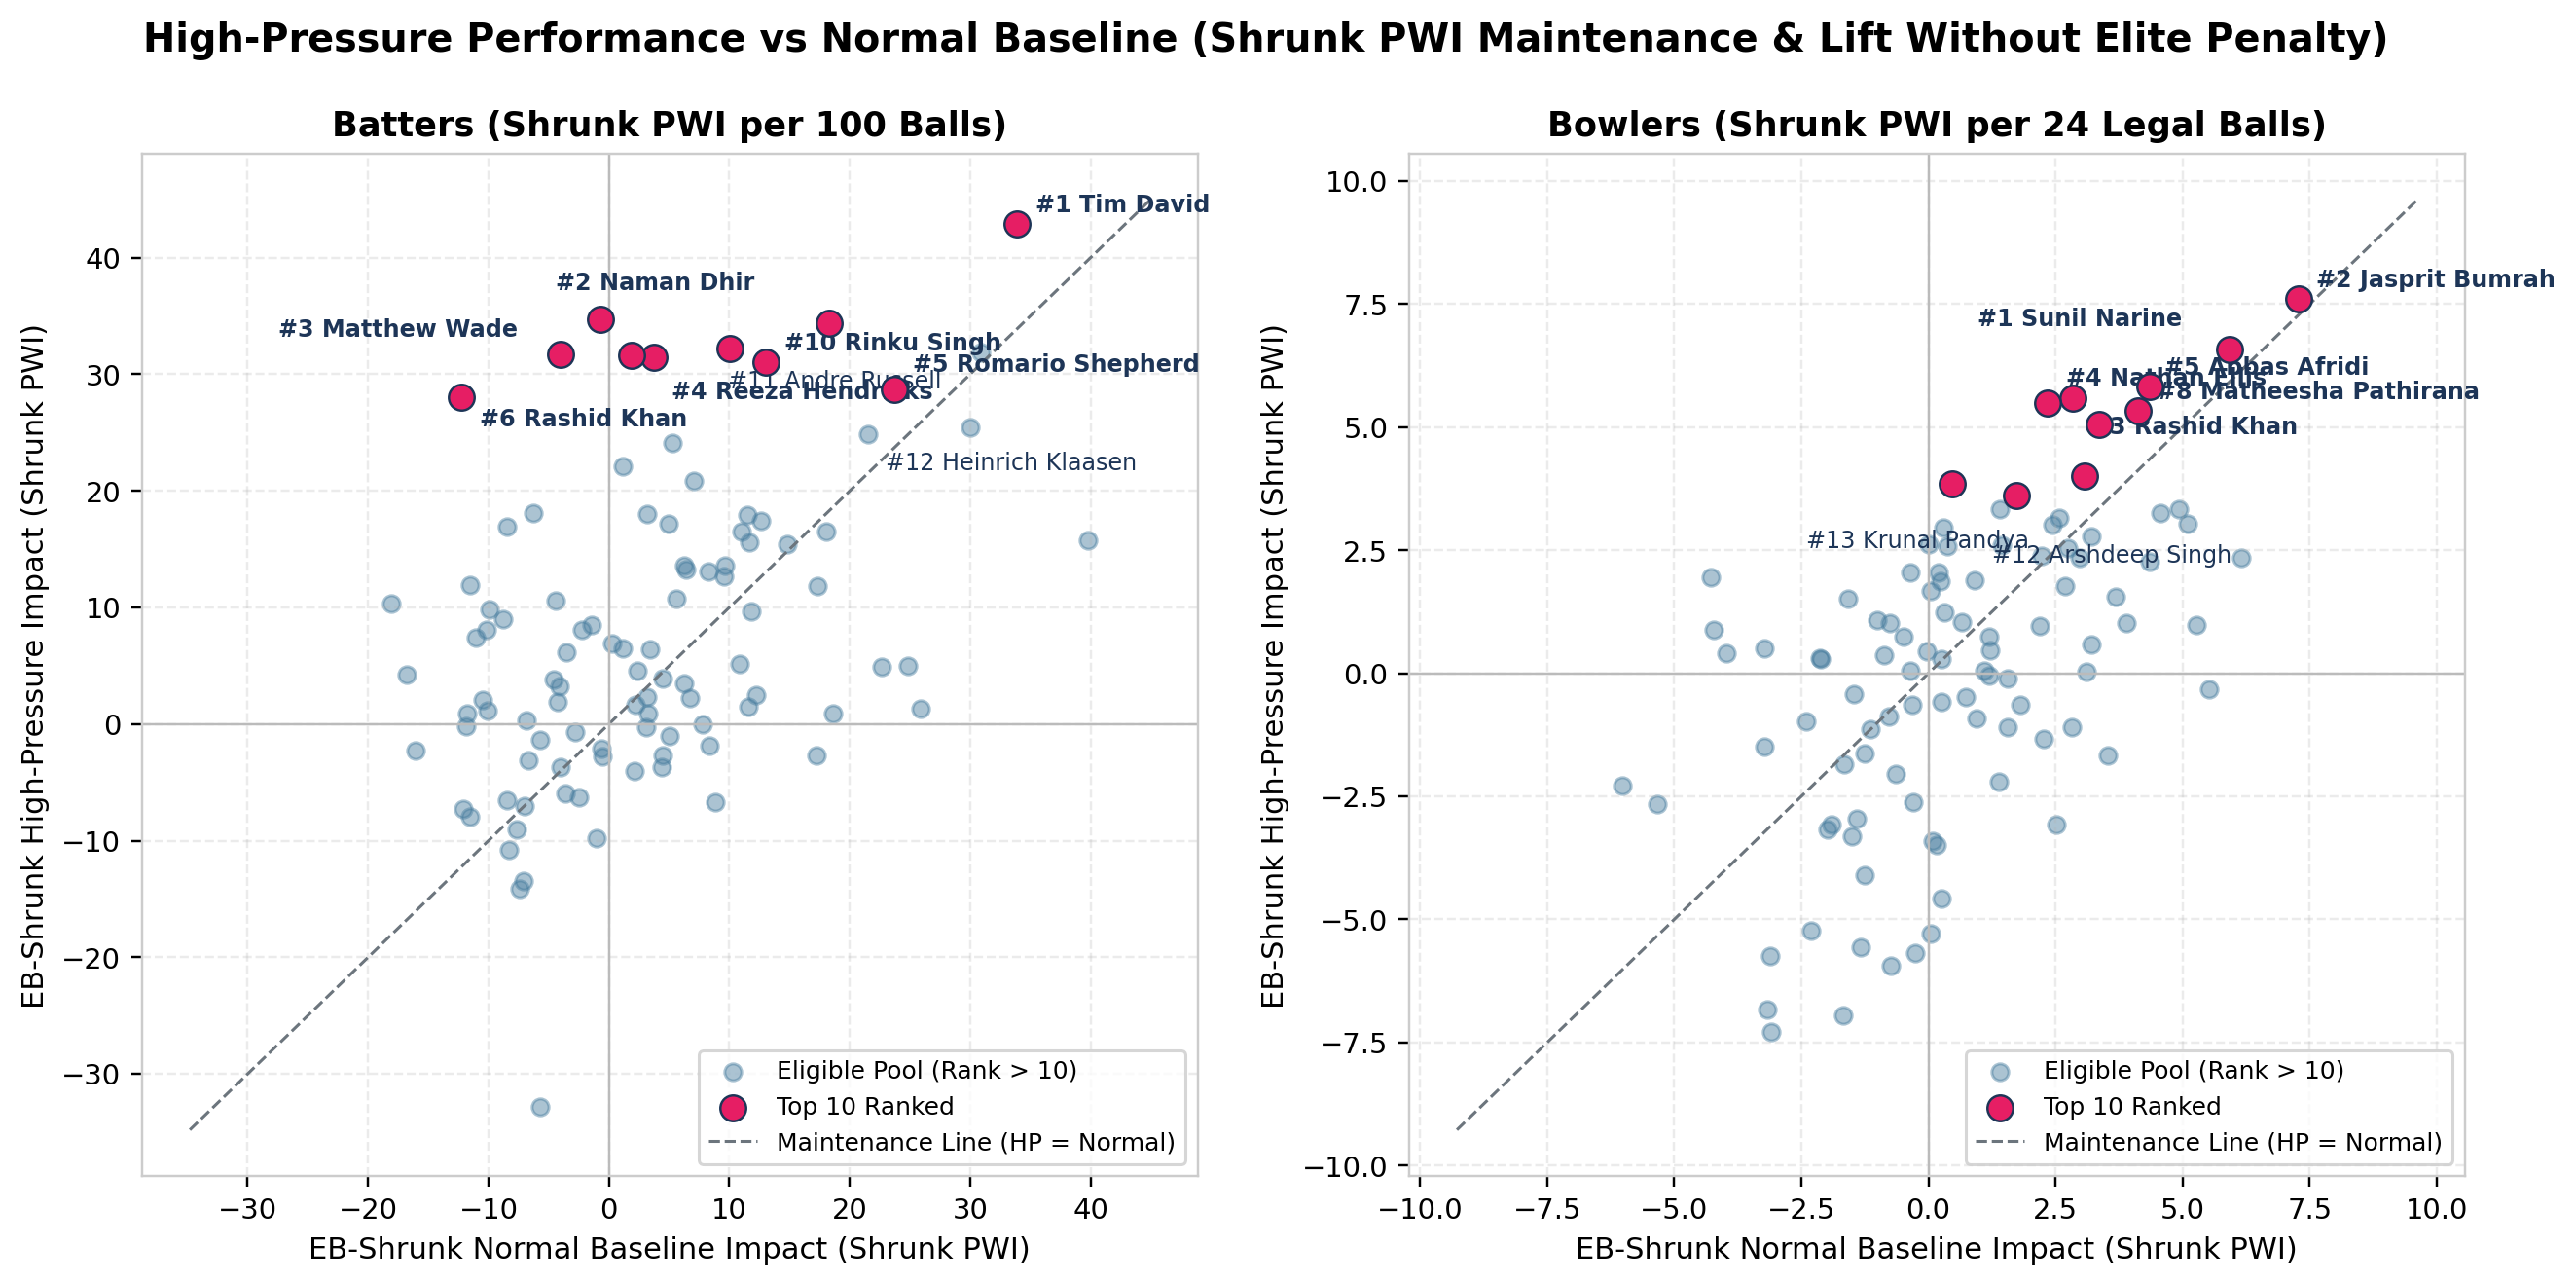 High-Pressure Performance vs Normal Baseline (Shrunk PWI Maintenance & Lift Without Elite Penalty)
Batters (Shrunk PWI per 100 Balls)
EB-Shrunk High-Pressure Impact (Shrunk PWI)
40
30
20
10
0
−10
−20
−30
#1 Tim David
#2 Naman Dhir
#3 Matthew Wade
#10 Rinku Singh
#5 Romario Shepherd
#11 Andre Russell
#4 Reeza Hendricks
#6 Rashid Khan
#12 Heinrich Klaasen
Eligible Pool (Rank > 10)
Top 10 Ranked
Maintenance Line (HP = Normal)
−30 −20 −10 0 10 20 30 40
EB-Shrunk Normal Baseline Impact (Shrunk PWI)
Bowlers (Shrunk PWI per 24 Legal Balls)
EB-Shrunk High-Pressure Impact (Shrunk PWI)
10.0
7.5
5.0
2.5
0.0
−2.5
−5.0
−7.5
−10.0
#2 Jasprit Bumrah
#1 Sunil Narine
#5 Abbas Afridi
#4 Nathan Ellis
#8 Matheesha Pathirana
3 Rashid Khan
#13 Krunal Pandya
#12 Arshdeep Singh
Eligible Pool (Rank > 10)
Top 10 Ranked
Maintenance Line (HP = Normal)
−10.0 −7.5 −5.0 −2.5 0.0 2.5 5.0 7.5 10.0
EB-Shrunk Normal Baseline Impact (Shrunk PWI)